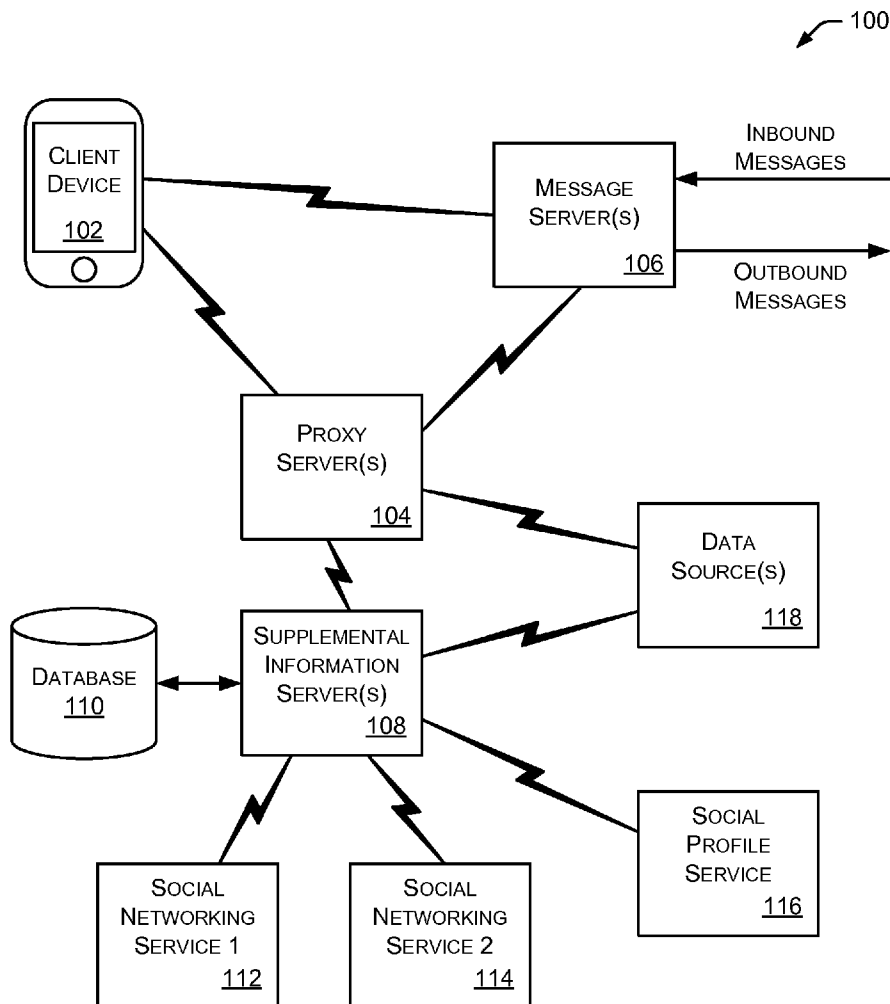 100
CLIENT
DEVICE
102
MESSAGE
SERVER(S)
106
INBOUND
MESSAGES
OUTBOUND
MESSAGES
PROXY
SERVER(S)
104
DATA
SOURCE(S)
118
DATABASE
110
SUPPLEMENTAL
INFORMATION
SERVER(S)
108
SOCIAL
PROFILE
SERVICE
116
SOCIAL
NETWORKING
SERVICE 1
112
SOCIAL
NETWORKING
SERVICE 2
114